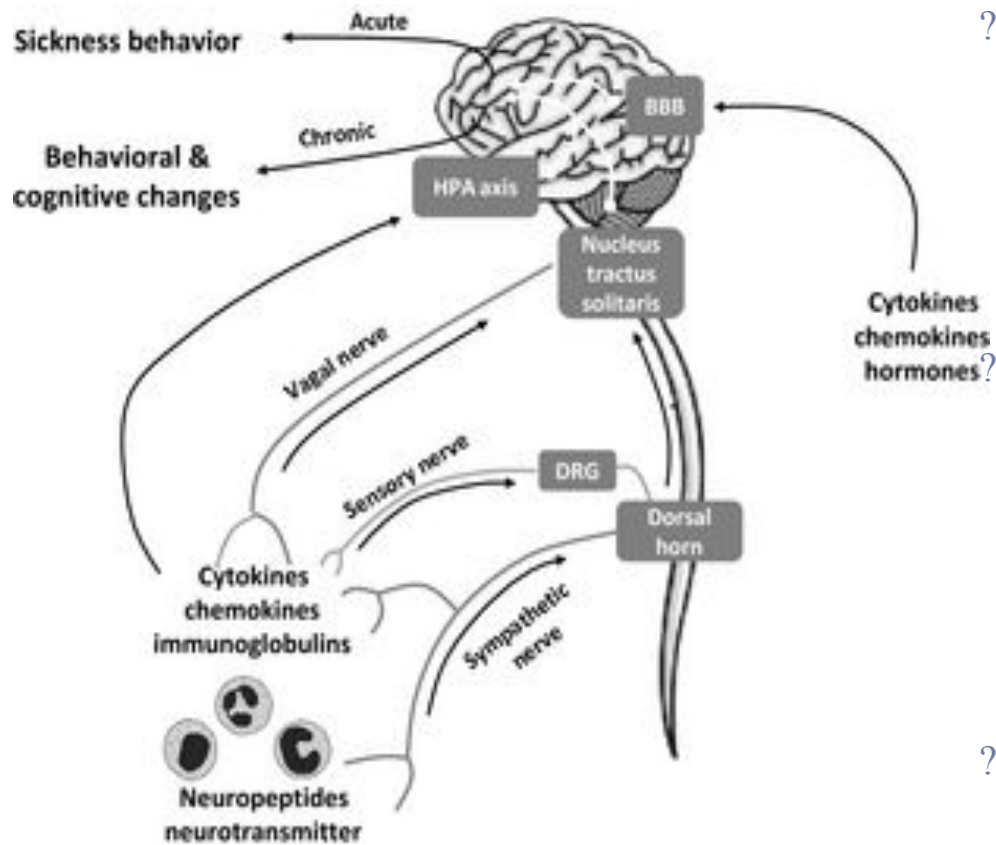 ?
Acute
Sickness behavior
BBB
Chronic
Behavioral &
cognitive changes
HPA axis
Nucleus
tractus
solitaris
Cytokines
chemokines
hormones
?
Vagal nerve
Sensory nerve
DRG
Dorsal
horn
Cytokines
chemokines
immunoglobulins
Sympathetic
nerve
?
Neuropeptides
neurotransmitter